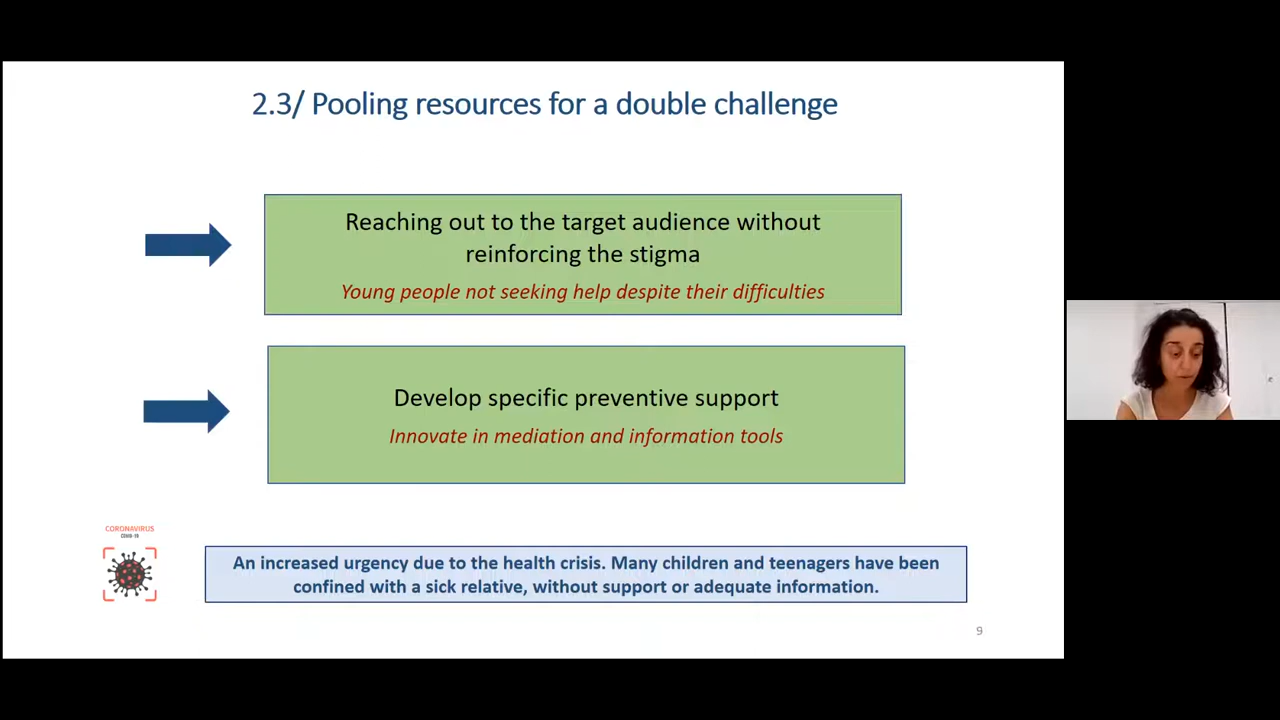 2.3/ Pooling resources for a double challenge
Reaching out to the target audience without
reinforcing the stigma
Young people not seeking help despite their difficulties
Develop specific preventive support
Innovate in mediation and information tools
CORONAVIRUS
COVID-19
An increased urgency due to the health crisis. Many children and teenagers have been
confined with a sick relative, without support or adequate information.
9